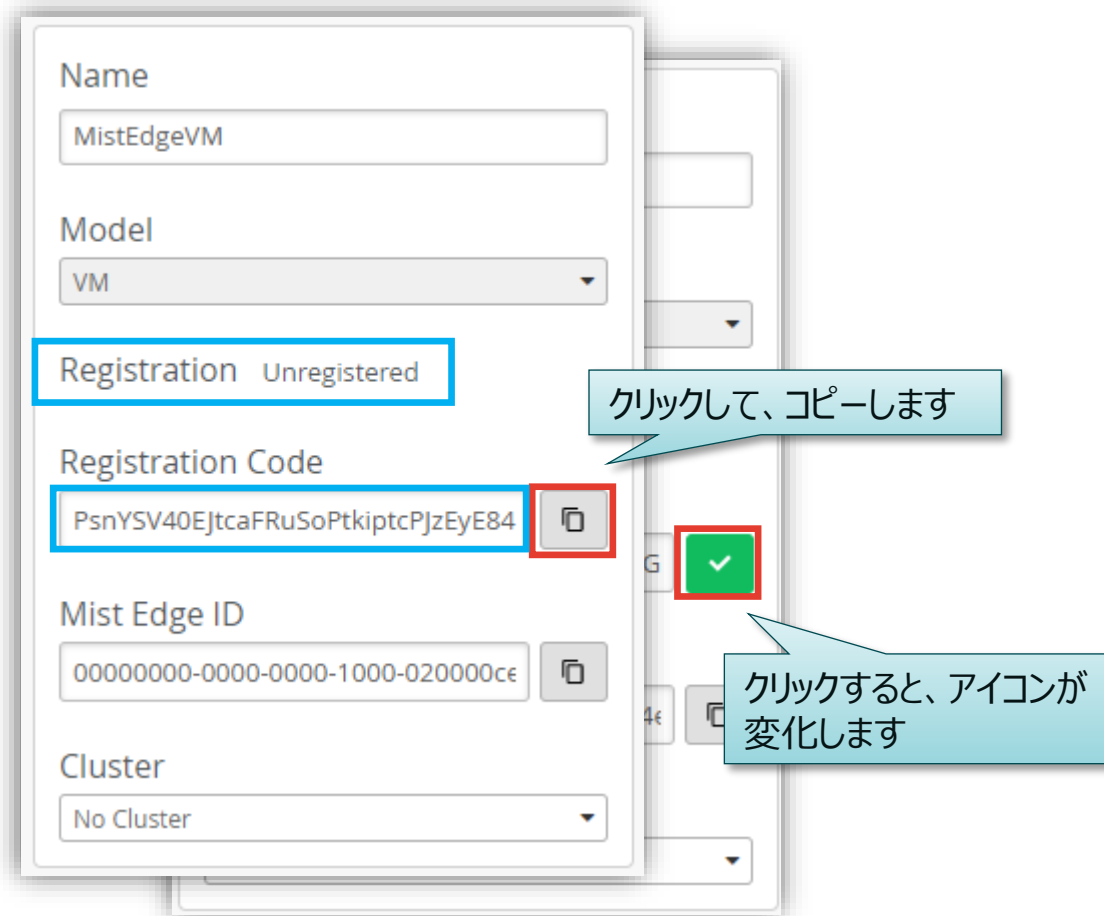 Name
MistEdgeVM
Model
VM
Registration Unregistered
クリックして、コピーします
Registration Code
PsnYSV40EJtcaFRuSoPtkiptcPJzEyE84
G
Mist Edge ID
00000000-0000-0000-1000-020000ce
クリックすると、アイコンが
変化します
Cluster
No Cluster